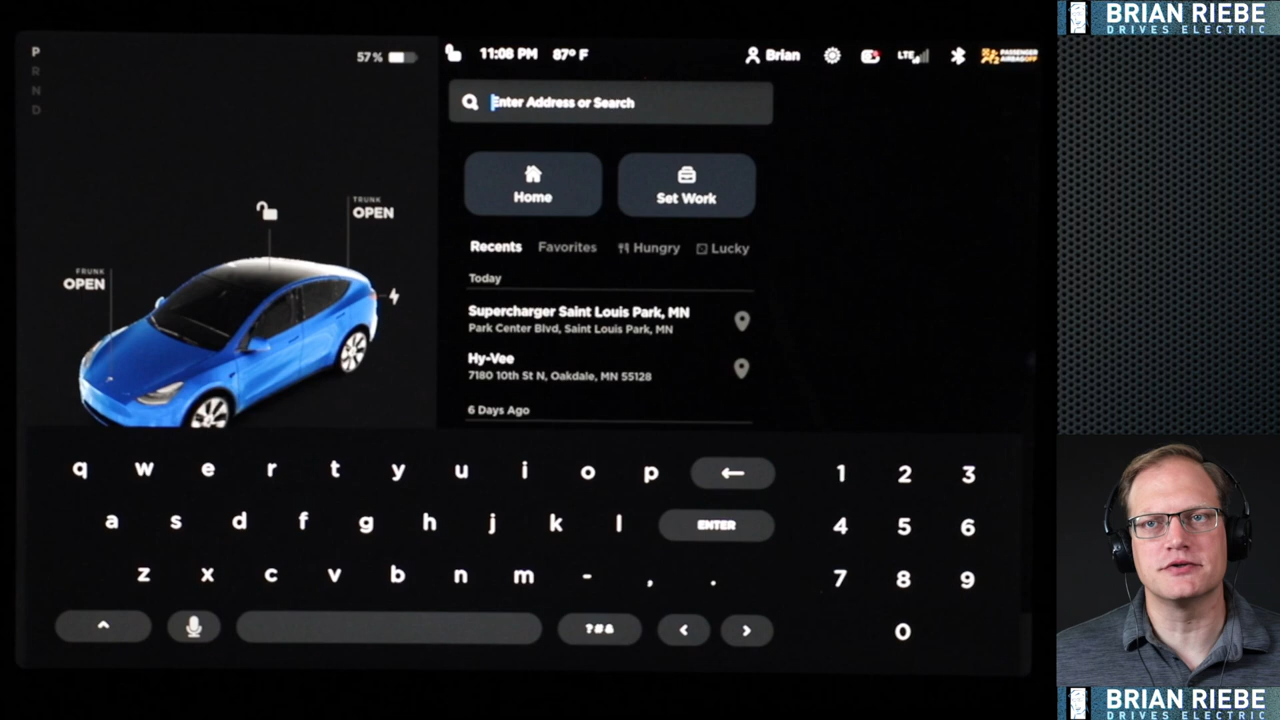 BRIAN RIEBE
DRIVES ELECTRIC
P
R
N
D
57%
11:08 PM 87° F
Brian
LTE
PASSENGER
AIRBAG OFF
Enter Address or Search
Home
Set Work
TRUNK
OPEN
FRUNK
OPEN
Recents Favorites Hungry Lucky
Today
Supercharger Saint Louis Park, MN
Park Center Blvd, Saint Louis Park, MN
Hy-Vee
7180 10th St N, Oakdale, MN 55128
6 Days Ago
q w e r t y u i o p ← 1 2 3
a s d f g h j k l ENTER 4 5 6
z x c v b n m - , . 7 8 9
^ ?#& < > 0
BRIAN RIEBE
DRIVES ELECTRIC